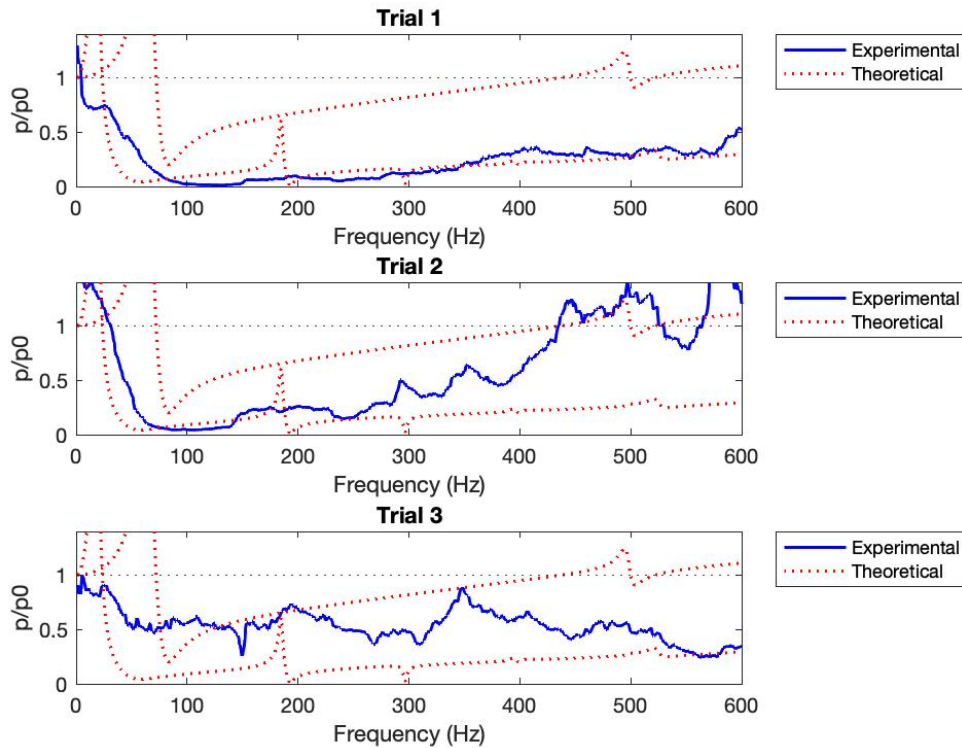 Trial 1
p/p0
1
0.5
0
0 100 200 300 400 500 600
Frequency (Hz)
Experimental
Theoretical
Trial 2
p/p0
1
0.5
0
0 100 200 300 400 500 600
Frequency (Hz)
Experimental
Theoretical
Trial 3
p/p0
1
0.5
0
0 100 200 300 400 500 600
Frequency (Hz)
Experimental
Theoretical